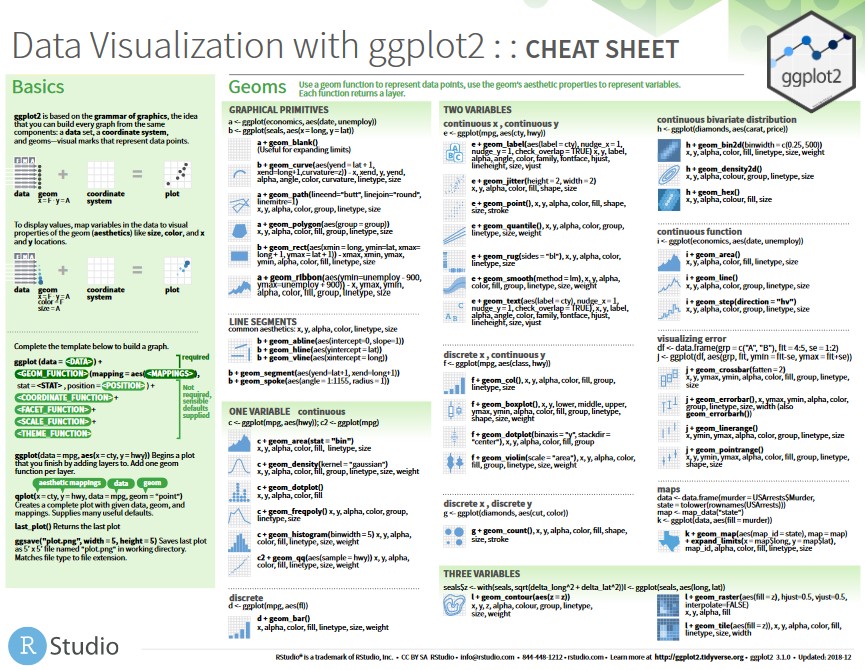 Data Visualization with ggplot2 : : CHEAT SHEET
ggplot2
Basics
ggplot2 is based on the grammar of graphics, the idea
that you can build every graph from the same
components: a data set, a coordinate system,
and geoms—visual marks that represent data points.
data geom coordinate plot
x = F · y = A system
To display values, map variables in the data to visual
properties of the geom (aesthetics) like size, color, and x
and y locations.
data geom coordinate plot
x = F · y = A system
color = F
size = A
Complete the template below to build a graph.
required
ggplot (data = <DATA>) +
<GEOM_FUNCTION>(mapping = aes(<MAPPINGS>),
stat = <STAT> , position = <POSITION>) +
<COORDINATE_FUNCTION> +
<FACET_FUNCTION> +
<SCALE_FUNCTION> +
<THEME_FUNCTION>
Not
required,
sensible
defaults
supplied
ggplot(data = mpg, aes(x = cty, y = hwy)) Begins a plot
that you finish by adding layers to. Add one geom
function per layer.
aesthetic mappings data geom
qplot(x = cty, y = hwy, data = mpg, geom = "point")
Creates a complete plot with given data, geom, and
mappings. Supplies many useful defaults.
last_plot() Returns the last plot
ggsave("plot.png", width = 5, height = 5) Saves last plot
as 5' x 5' file named "plot.png" in working directory.
Matches file type to file extension.
Geoms
Use a geom function to represent data points, use the geom's aesthetic properties to represent variables.
Each function returns a layer.
GRAPHICAL PRIMITIVES
a <- ggplot(economics, aes(date, unemploy))
b <- ggplot(seals, aes(x = long, y = lat))
a + geom_blank()
(Useful for expanding limits)
b + geom_curve(aes(yend = lat + 1,
xend=long+1,curvature=z)) - x, xend, y, yend,
alpha, angle, color, curvature, linetype, size
a + geom_path(lineend="butt", linejoin="round",
linemitre=1)
x, y, alpha, color, group, linetype, size
a + geom_polygon(aes(group = group))
x, y, alpha, color, fill, group, linetype, size
b + geom_rect(aes(xmin = long, ymin=lat, xmax=
long + 1, ymax = lat + 1)) - xmax, xmin, ymax,
ymin, alpha, color, fill, linetype, size
a + geom_ribbon(aes(ymin=unemploy - 900,
ymax=unemploy + 900)) - x, ymax, ymin,
alpha, color, fill, group, linetype, size
LINE SEGMENTS
common aesthetics: x, y, alpha, color, linetype, size
b + geom_abline(aes(intercept=0, slope=1))
b + geom_hline(aes(yintercept = lat))
b + geom_vline(aes(xintercept = long))
b + geom_segment(aes(yend=lat+1, xend=long+1))
b + geom_spoke(aes(angle = 1:1155, radius = 1))
ONE VARIABLE continuous
c <- ggplot(mpg, aes(hwy)); c2 <- ggplot(mpg)
c + geom_area(stat = "bin")
x, y, alpha, color, fill, linetype, size
c + geom_density(kernel = "gaussian")
x, y, alpha, color, fill, group, linetype, size, weight
c + geom_dotplot()
x, y, alpha, color, fill
c + geom_freqpoly() x, y, alpha, color, group,
linetype, size
c + geom_histogram(binwidth = 5) x, y, alpha,
color, fill, linetype, size, weight
c2 + geom_qq(aes(sample = hwy)) x, y, alpha,
color, fill, linetype, size, weight
discrete
d <- ggplot(mpg, aes(fl))
d + geom_bar()
x, alpha, color, fill, linetype, size, weight
TWO VARIABLES
continuous x , continuous y
e <- ggplot(mpg, aes(cty, hwy))
e + geom_label(aes(label = cty), nudge_x = 1,
nudge_y = 1, check_overlap = TRUE) x, y, label,
alpha, angle, color, family, fontface, hjust,
lineheight, size, vjust
e + geom_jitter(height = 2, width = 2)
x, y, alpha, color, fill, shape, size
e + geom_point(), x, y, alpha, color, fill, shape,
size, stroke
e + geom_quantile(), x, y, alpha, color, group,
linetype, size, weight
e + geom_rug(sides = "bl"), x, y, alpha, color,
linetype, size
e + geom_smooth(method = lm), x, y, alpha,
color, fill, group, linetype, size, weight
e + geom_text(aes(label = cty), nudge_x = 1,
nudge_y = 1, check_overlap = TRUE), x, y, label,
alpha, angle, color, family, fontface, hjust,
lineheight, size, vjust
discrete x , continuous y
f <- ggplot(mpg, aes(class, hwy))
f + geom_col(), x, y, alpha, color, fill, group,
linetype, size
f + geom_boxplot(), x, y, lower, middle, upper,
ymax, ymin, alpha, color, fill, group, linetype,
shape, size, weight
f + geom_dotplot(binaxis = "y", stackdir =
"center"), x, y, alpha, color, fill, group
f + geom_violin(scale = "area"), x, y, alpha, color,
fill, group, linetype, size, weight
discrete x , discrete y
g <- ggplot(diamonds, aes(cut, color))
g + geom_count(), x, y, alpha, color, fill, shape,
size, stroke
continuous bivariate distribution
h <- ggplot(diamonds, aes(carat, price))
h + geom_bin2d(binwidth = c(0.25, 500))
x, y, alpha, color, fill, linetype, size, weight
h + geom_density2d()
x, y, alpha, colour, group, linetype, size
h + geom_hex()
x, y, alpha, colour, fill, size
continuous function
i <- ggplot(economics, aes(date, unemploy))
i + geom_area()
x, y, alpha, color, fill, linetype, size
i + geom_line()
x, y, alpha, color, group, linetype, size
i + geom_step(direction = "hv")
x, y, alpha, color, group, linetype, size
visualizing error
df <- data.frame(grp = c("A", "B"), fit = 4:5, se = 1:2)
j <- ggplot(df, aes(grp, fit, ymin = fit-se, ymax = fit+se))
j + geom_crossbar(fatten = 2)
x, y, ymax, ymin, alpha, color, fill, group, linetype,
size
j + geom_errorbar(), x, ymax, ymin, alpha, color,
group, linetype, size, width (also
geom_errorbarh())
j + geom_linerange()
x, ymin, ymax, alpha, color, group, linetype, size
j + geom_pointrange()
x, y, ymin, ymax, alpha, color, fill, group, linetype,
shape, size
maps
data <- data.frame(murder = USArrests$Murder,
state = tolower(rownames(USArrests)))
map <- map_data("state")
k <- ggplot(data, aes(fill = murder))
k + geom_map(aes(map_id = state), map = map)
+ expand_limits(x = map$long, y = map$lat),
map_id, alpha, color, fill, linetype, size
THREE VARIABLES
seals$z <- with(seals, sqrt(delta_long^2 + delta_lat^2))l <- ggplot(seals, aes(long, lat))
l + geom_contour(aes(z = z))
x, y, z, alpha, colour, group, linetype,
size, weight
l + geom_raster(aes(fill = z), hjust=0.5, vjust=0.5,
interpolate=FALSE)
x, y, alpha, fill
l + geom_tile(aes(fill = z)), x, y, alpha, color, fill,
linetype, size, width
R Studio
RStudio® is a trademark of RStudio, Inc. • CC BY SA RStudio • info@rstudio.com • 844-448-1212 • rstudio.com • Learn more at http://ggplot2.tidyverse.org • ggplot2 3.1.0 • Updated: 2018-12